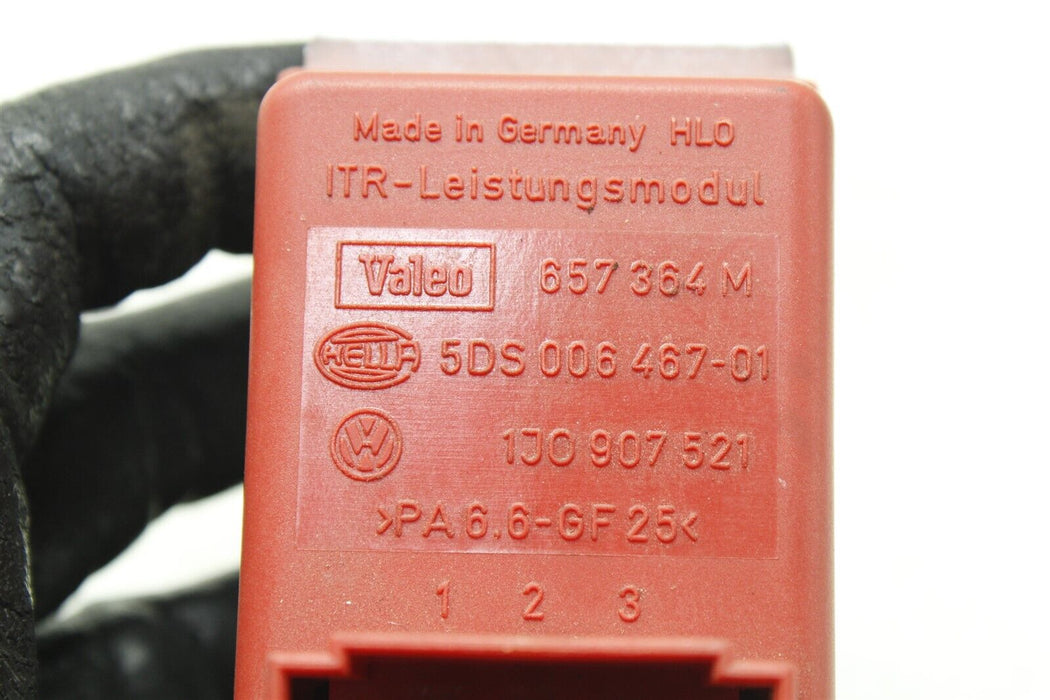 Made in Germany HLO
ITR-Leistungsmodul
Valeo 657 364 M
HELLA 5DS 006 467-01
VW 1J0 907 521
>PA 6.6-GF 25<
1 2 3